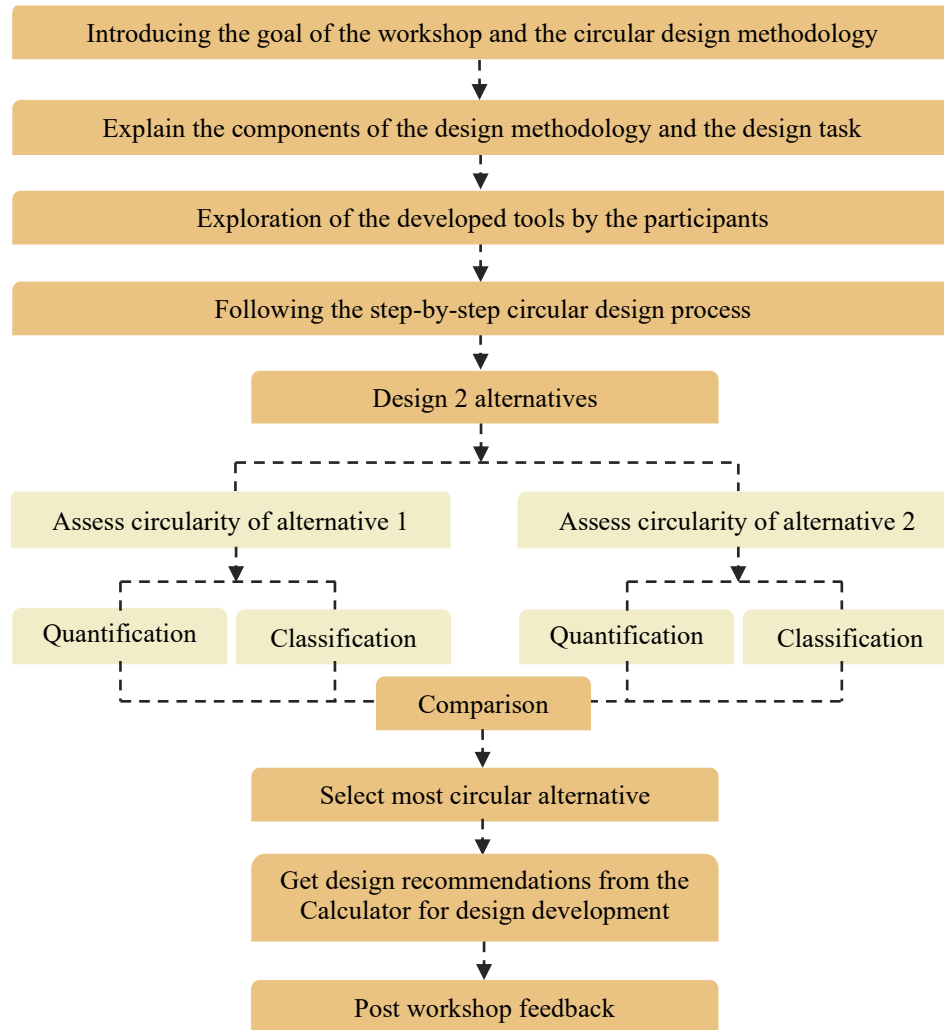 Introducing the goal of the workshop and the circular design methodology
Explain the components of the design methodology and the design task
Exploration of the developed tools by the participants
Following the step-by-step circular design process
Design 2 alternatives
Assess circularity of alternative 1
Assess circularity of alternative 2
Quantification
Classification
Quantification
Classification
Comparison
Select most circular alternative
Get design recommendations from the
Calculator for design development
Post workshop feedback